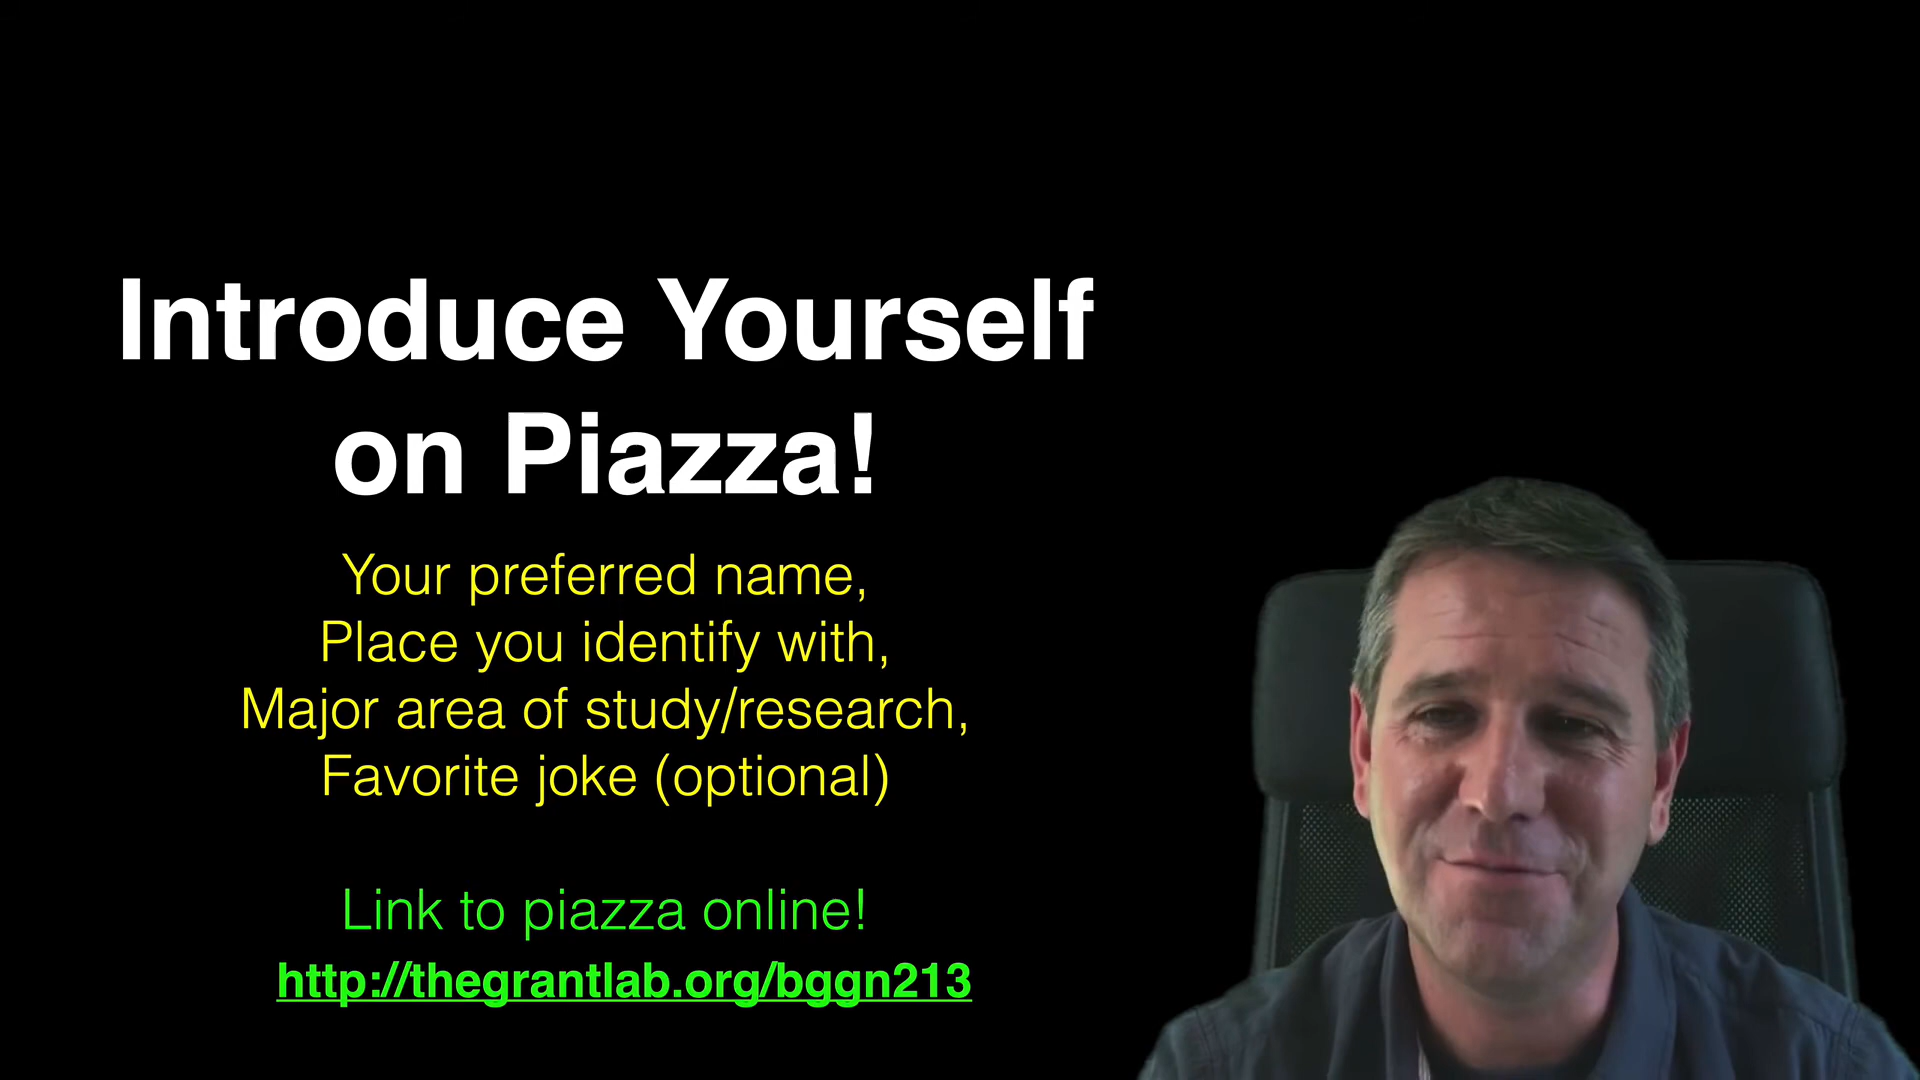 Introduce Yourself
on Piazza!
Your preferred name,
Place you identify with,
Major area of study/research,
Favorite joke (optional)
Link to piazza online!
http://thegrantlab.org/bggn213